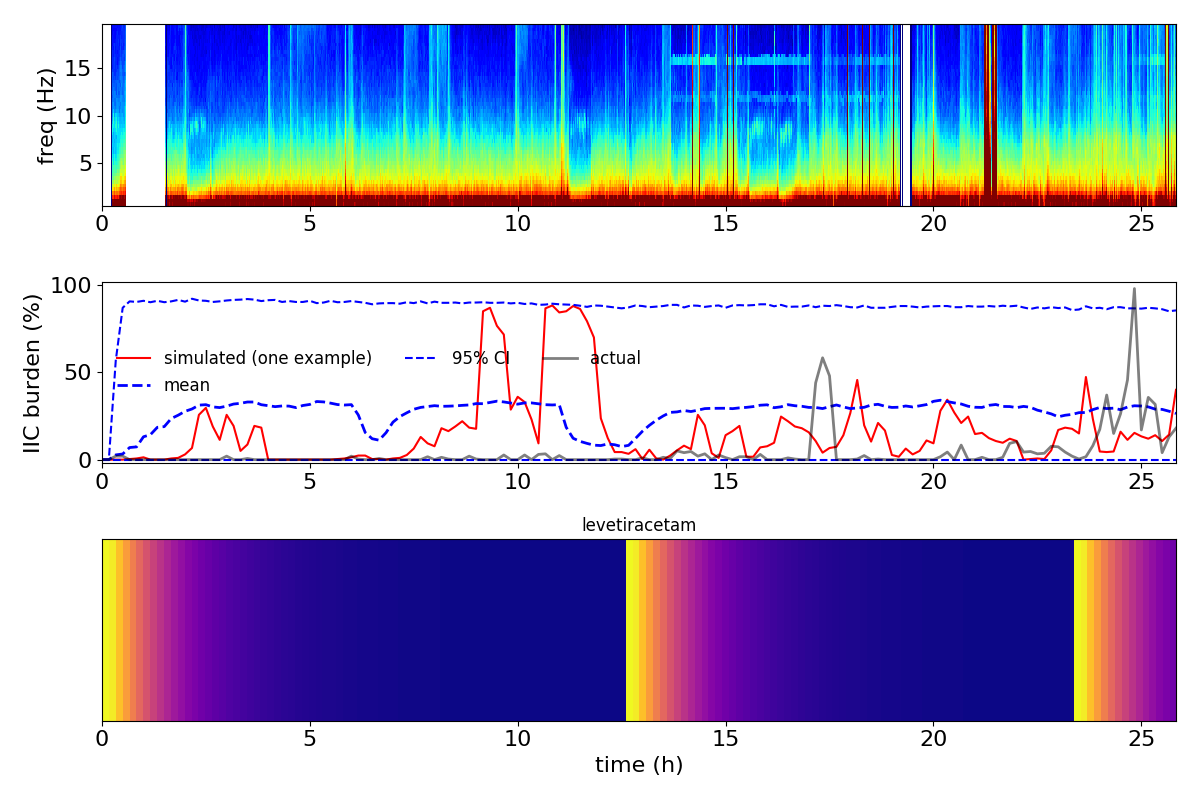 freq (Hz)
15
10
5
0 5 10 15 20 25
IIC burden (%)
100
50
0
simulated (one example) 95% CI actual
mean
0 5 10 15 20 25
levetiracetam
0 5 10 15 20 25
time (h)